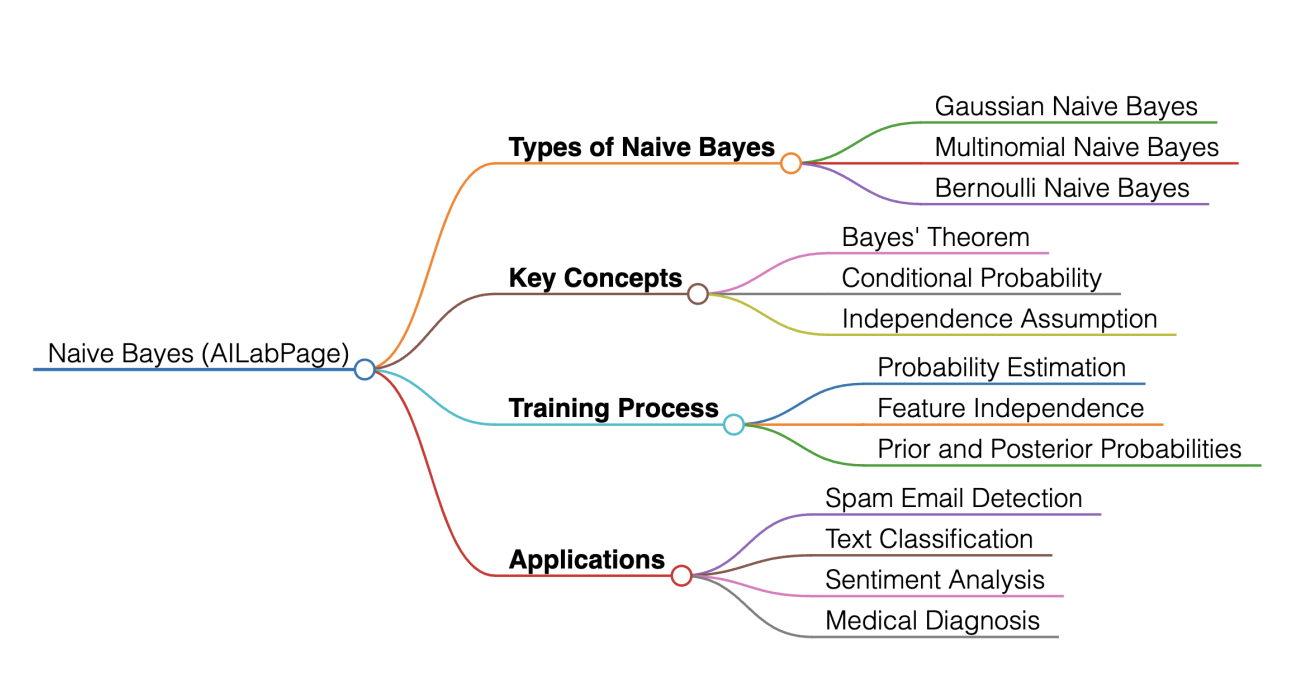 Naive Bayes (AILabPage)
Types of Naive Bayes
Gaussian Naive Bayes
Multinomial Naive Bayes
Bernoulli Naive Bayes
Key Concepts
Bayes' Theorem
Conditional Probability
Independence Assumption
Training Process
Probability Estimation
Feature Independence
Prior and Posterior Probabilities
Applications
Spam Email Detection
Text Classification
Sentiment Analysis
Medical Diagnosis